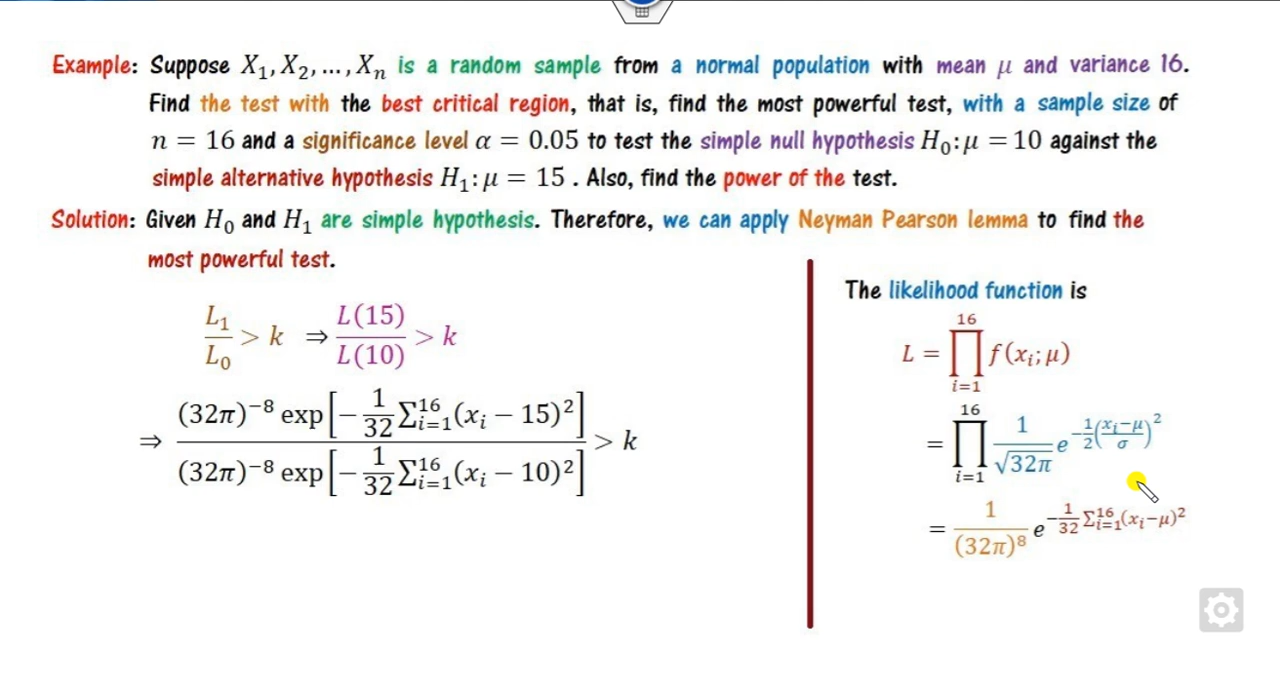 Example: Suppose X₁, X₂, ..., Xₙ is a random sample from a normal population with mean μ and variance 16.
Find the test with the best critical region, that is, find the most powerful test, with a sample size of
n = 16 and a significance level α = 0.05 to test the simple null hypothesis H₀: μ = 10 against the
simple alternative hypothesis H₁: μ = 15 . Also, find the power of the test.
Solution: Given H₀ and H₁ are simple hypothesis. Therefore, we can apply Neyman Pearson lemma to find the
most powerful test.
L₁/L₀ > k ⇒ L(15)/L(10) > k
⇒ (32π)⁻⁸ exp[−1/32 Σᵢ₌₁¹⁶(xᵢ − 15)²] / (32π)⁻⁸ exp[−1/32 Σᵢ₌₁¹⁶(xᵢ − 10)²] > k
The likelihood function is
L = ∏ᵢ₌₁¹⁶ f(xᵢ; μ)
= ∏ᵢ₌₁¹⁶ 1/√32π e^−1/2((xᵢ−μ)/σ)²
= 1/(32π)⁸ e^−1/32 Σᵢ₌₁¹⁶(xᵢ−μ)²